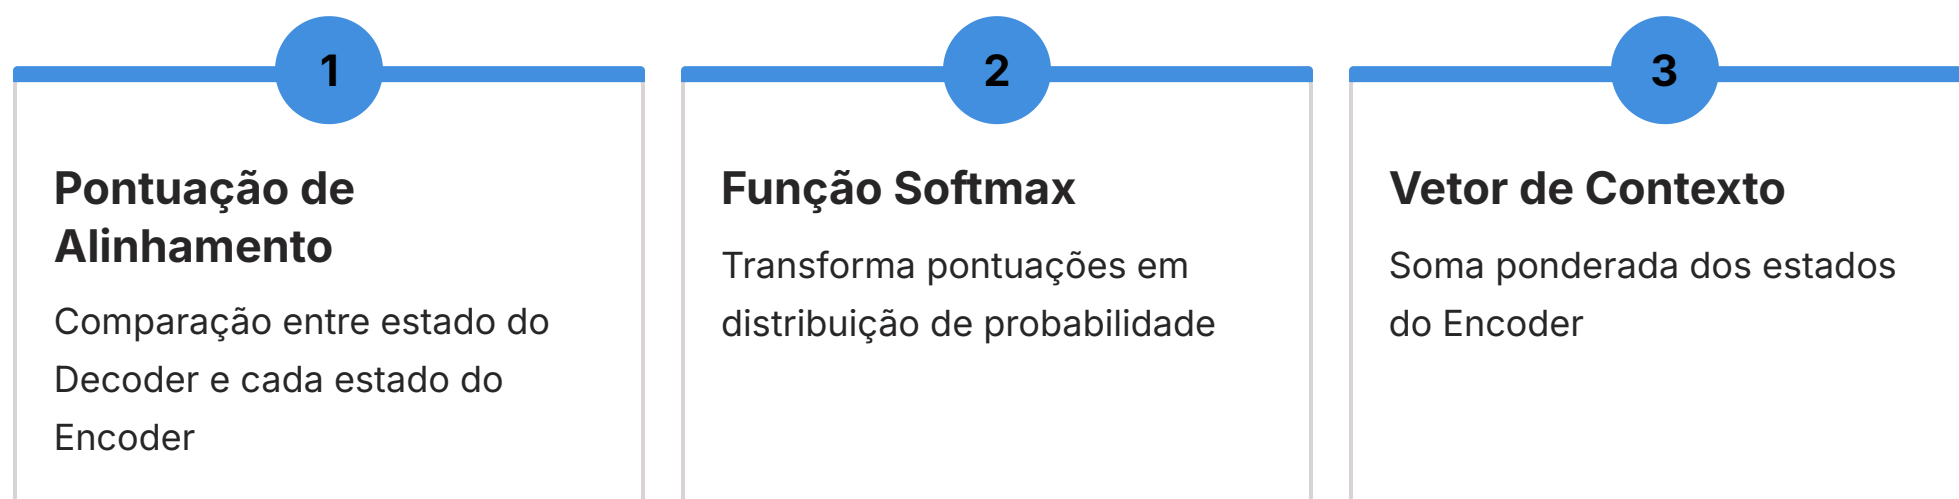 1
Pontuação de
Alinhamento
Comparação entre estado do
Decoder e cada estado do
Encoder
2
Função Softmax
Transforma pontuações em
distribuição de probabilidade
3
Vetor de Contexto
Soma ponderada dos estados
do Encoder